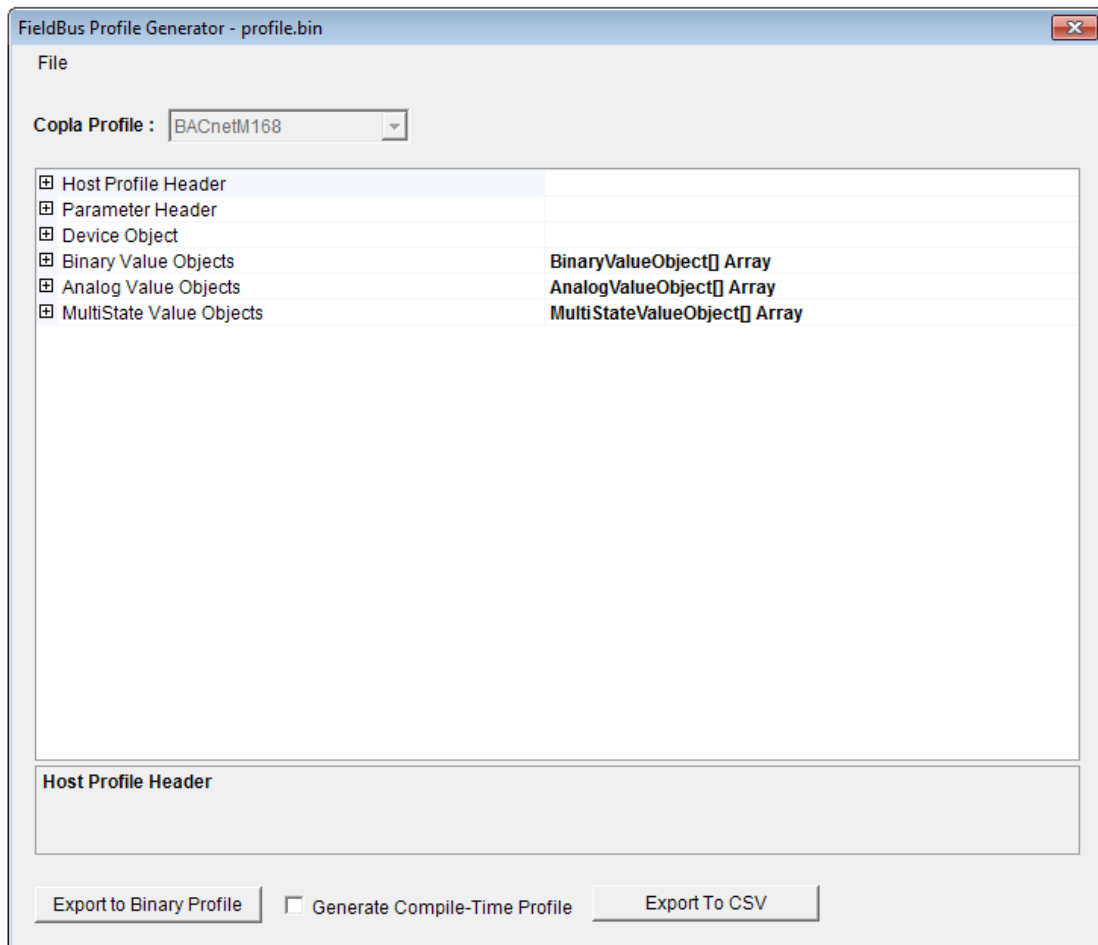 FieldBus Profile Generator - profile.bin
File
Copla Profile : BACnetM168
Host Profile Header
Parameter Header
Device Object
Binary Value Objects BinaryValueObject[] Array
Analog Value Objects AnalogValueObject[] Array
MultiState Value Objects MultiStateValueObject[] Array
Host Profile Header
Export to Binary Profile Generate Compile-Time Profile Export To CSV